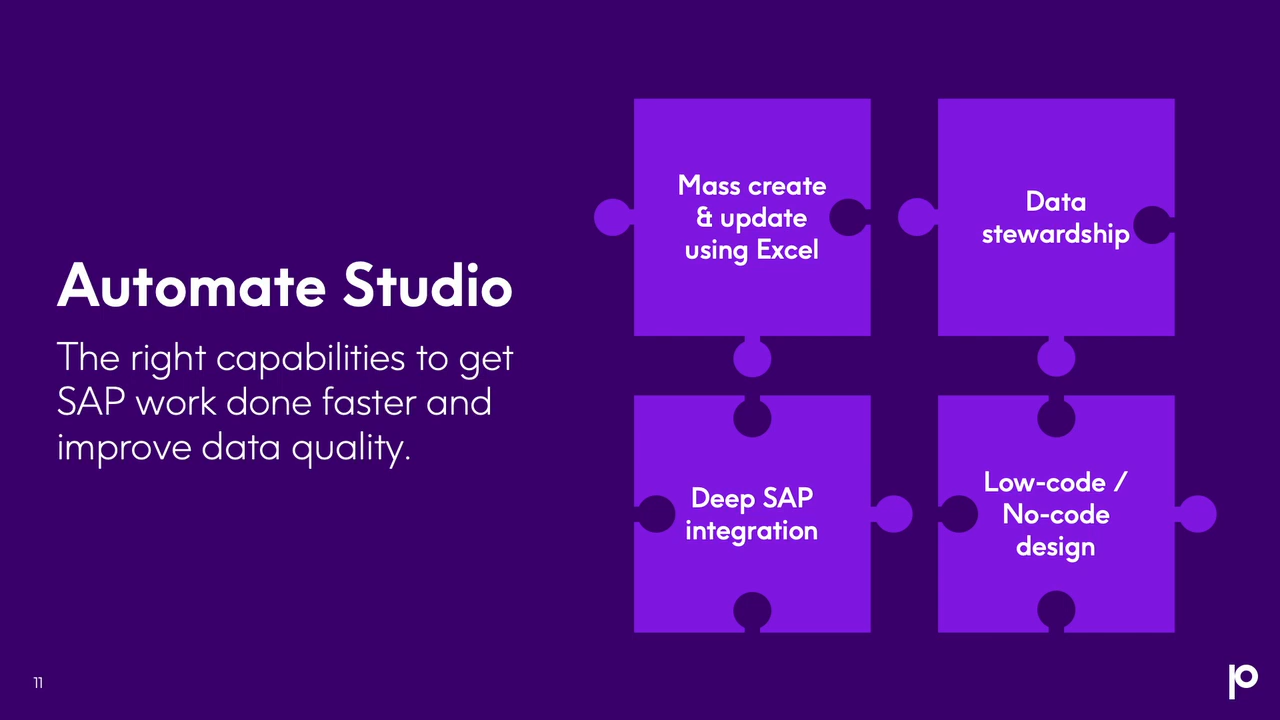 Automate Studio
The right capabilities to get
SAP work done faster and
improve data quality.
Mass create
& update
using Excel
Data
stewardship
Deep SAP
integration
Low-code /
No-code
design
11